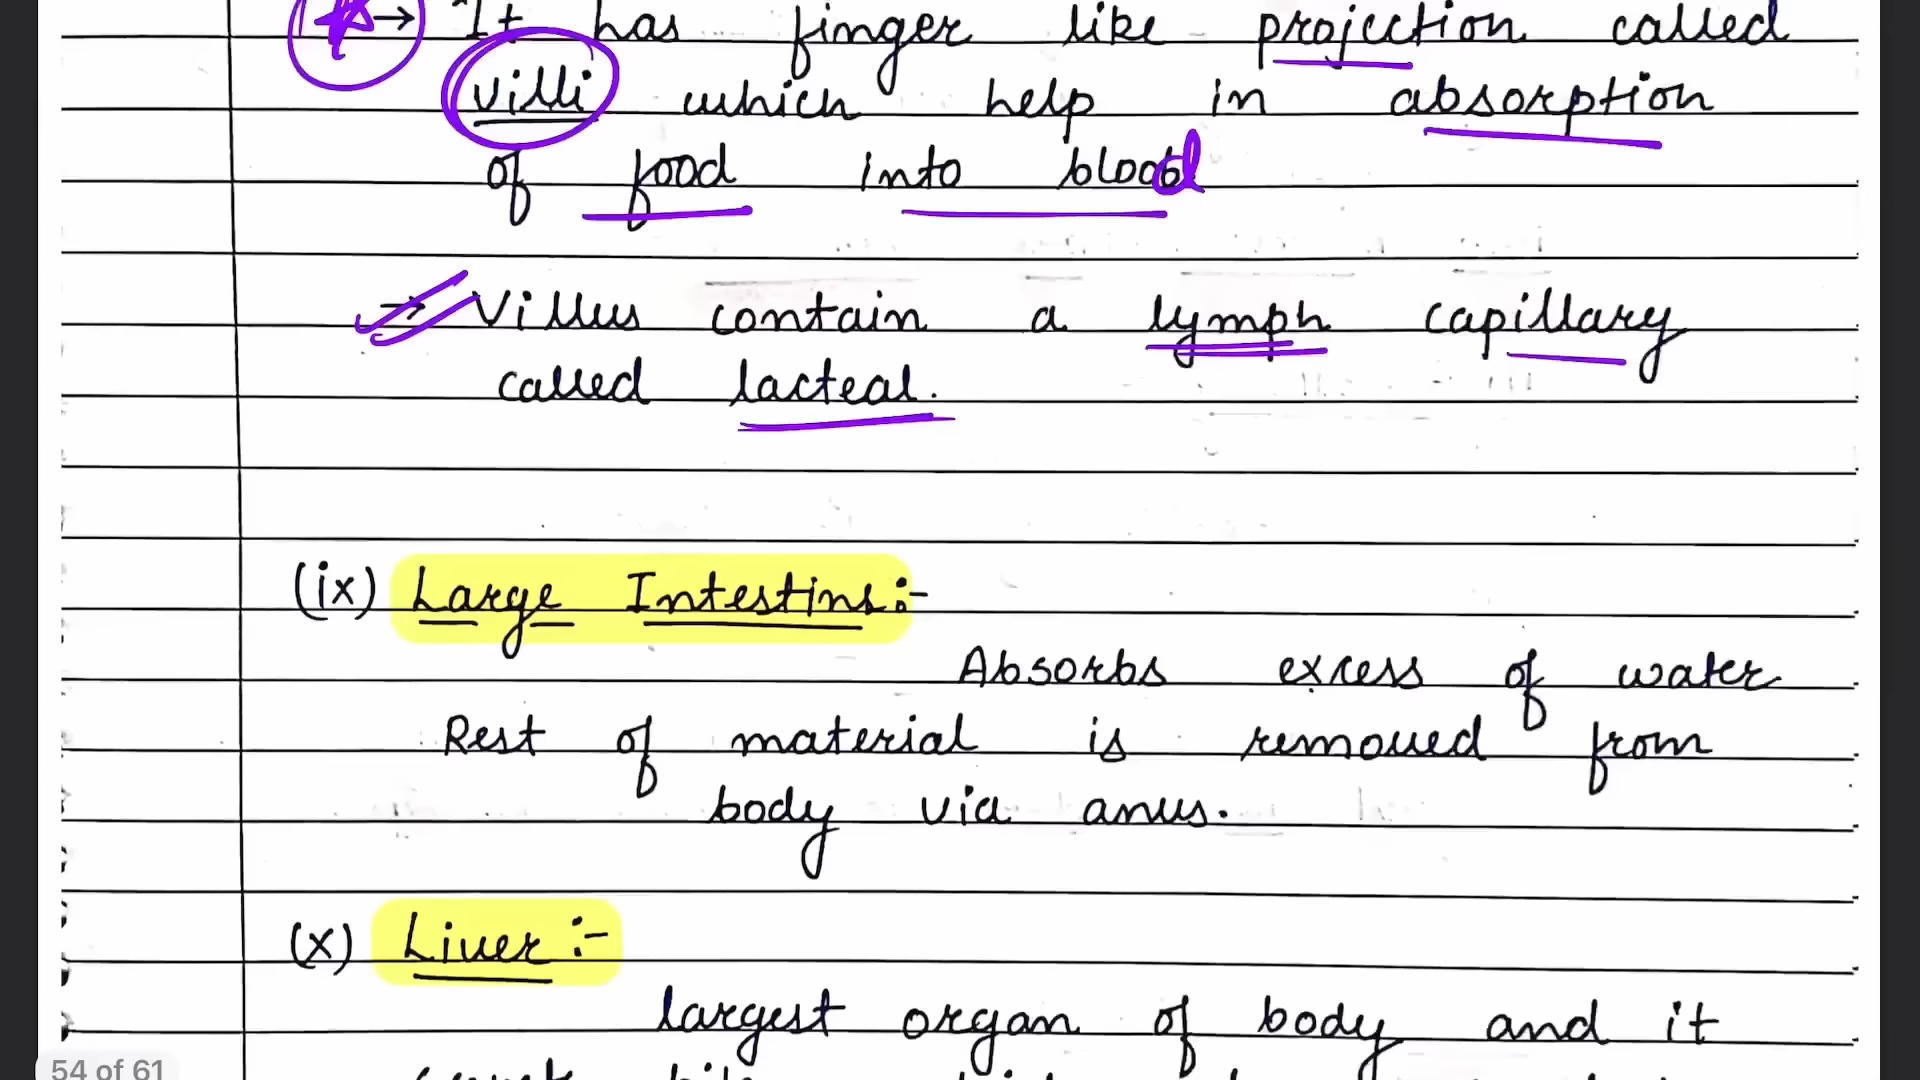 → It has finger like projection called
villi which help in absorption
of food into blood
→ Villus contain a lymph capillary
called lacteal.
(ix) Large Intestine:-
Absorbs excess of water
Rest of material is removed from
body via anus.
(x) Liver :-
largest organ of body and it
54 of 61